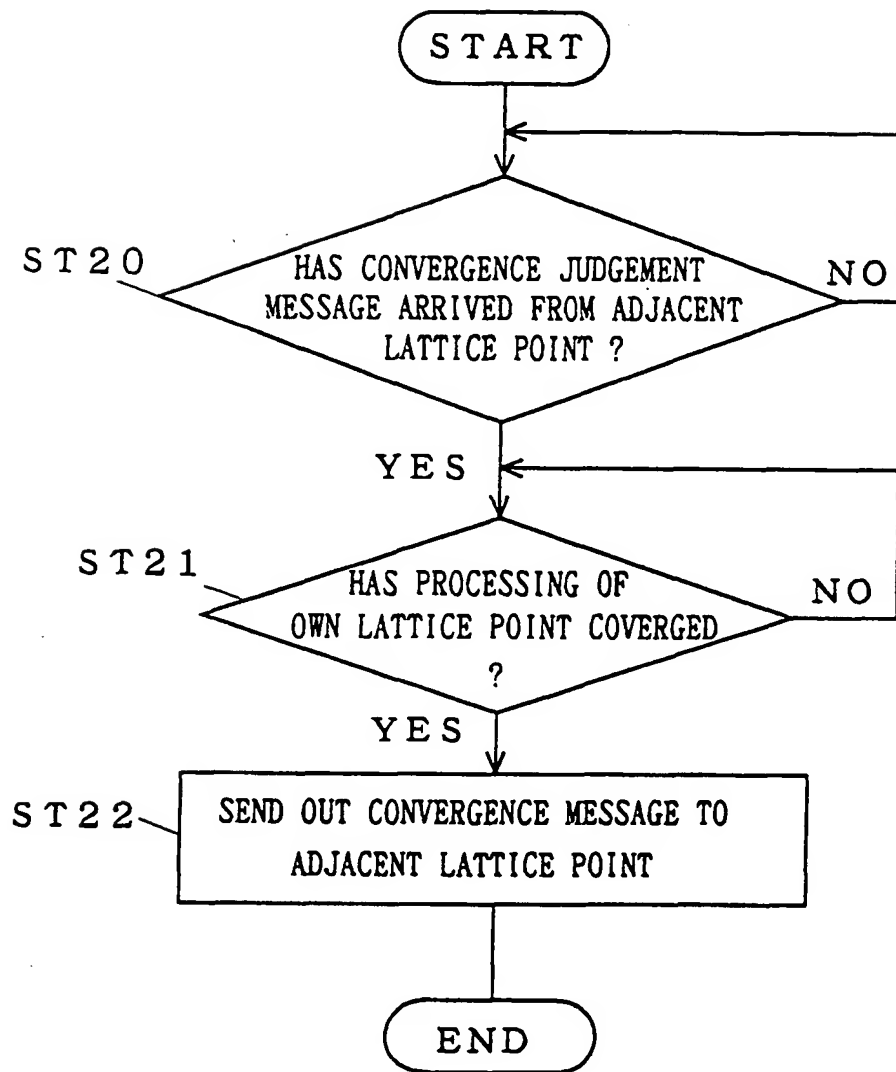 START
ST20
HAS CONVERGENCE JUDGEMENT
MESSAGE ARRIVED FROM ADJACENT
LATTICE POINT ?
NO
YES
ST21
HAS PROCESSING OF
OWN LATTICE POINT COVERGED
?
NO
YES
ST22
SEND OUT CONVERGENCE MESSAGE TO
ADJACENT LATTICE POINT
END